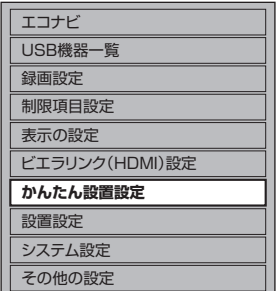 エコナビ
USB機器一覧
録画設定
制限項目設定
表示の設定
ビエラリンク(HDMI)設定
かんたん設置設定
設置設定
システム設定
その他の設定